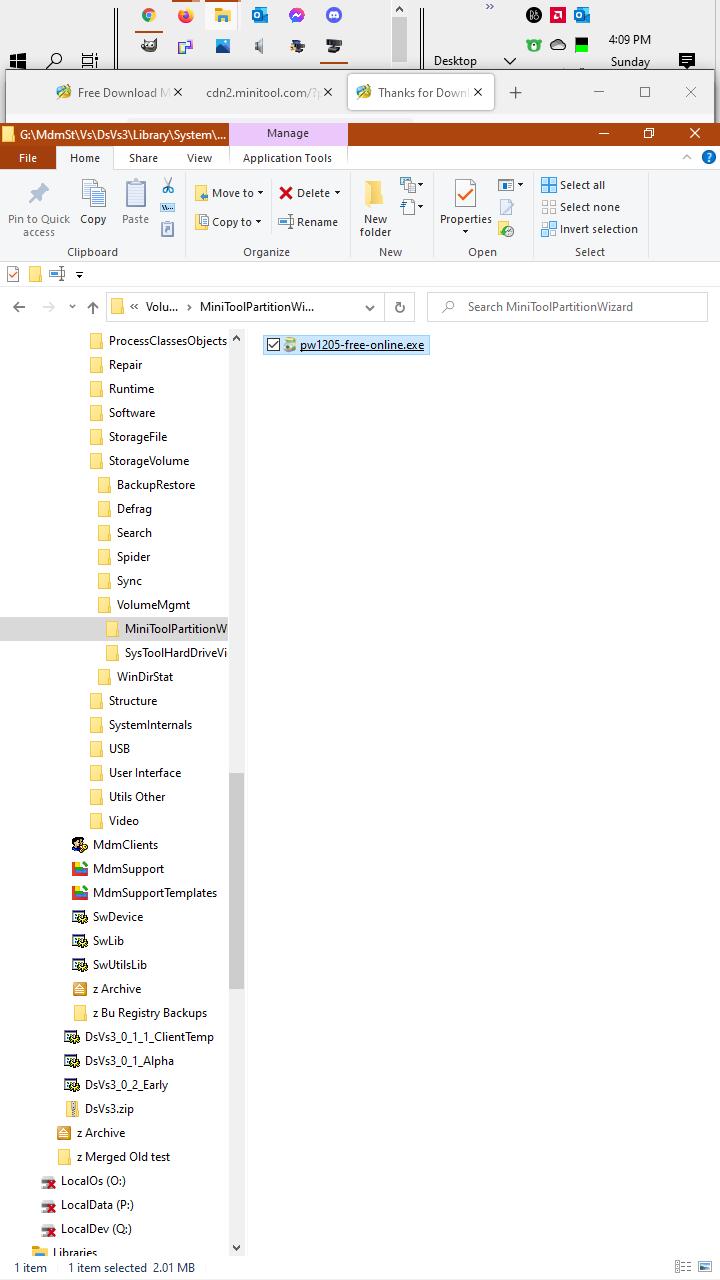 4:09 PM
Desktop
Sunday
Free Download M
cdn2.minitool.com/?p
Thanks for Downl
G:\MdmSt\Vs\DsVs3\Library\System\...
Manage
File
Home
Share
View
Application Tools
Pin to Quick access
Copy
Paste
Move to
Copy to
Delete
Rename
New folder
Properties
Open
Select all
Select none
Invert selection
Clipboard
Organize
New
Open
Select
« Volu... > MiniToolPartitionWi...
Search MiniToolPartitionWizard
ProcessClassesObjects
pw1205-free-online.exe
Repair
Runtime
Software
StorageFile
StorageVolume
BackupRestore
Defrag
Search
Spider
Sync
VolumeMgmt
MiniToolPartitionW
SysToolHardDriveVi
WinDirStat
Structure
SystemInternals
USB
User Interface
Utils Other
Video
MdmClients
MdmSupport
MdmSupportTemplates
SwDevice
SwLib
SwUtilsLib
z Archive
z Bu Registry Backups
DsVs3_0_1_1_ClientTemp
DsVs3_0_1_Alpha
DsVs3_0_2_Early
DsVs3.zip
z Archive
z Merged Old test
LocalOs (O:)
LocalData (P:)
LocalDev (Q:)
Libraries
1 item
1 item selected 2.01 MB